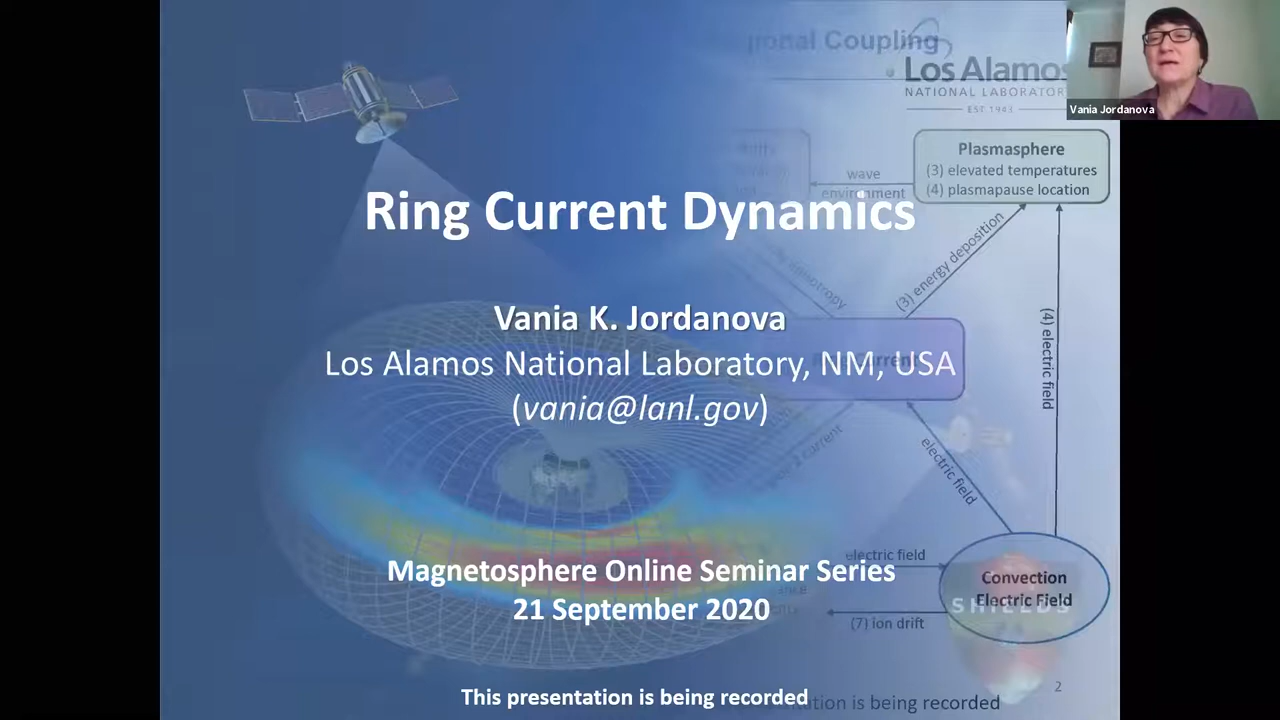 Regional Coupling
Los Alamos
NATIONAL LABORATORY
EST 1943
Vania Jordanova
Plasmasphere
(3) elevated temperatures
(4) plasmapause location
wave
environment
Ring Current Dynamics
(3) energy deposition
anisotropy
(4) electric field
Vania K. Jordanova
Los Alamos National Laboratory, NM, USA
(vania@lanl.gov)
current
electric field
electric field
Magnetosphere Online Seminar Series
21 September 2020
Convection
Electric Field
SHIELDS
(7) ion drift
2
This presentation is being recorded
is being recorded